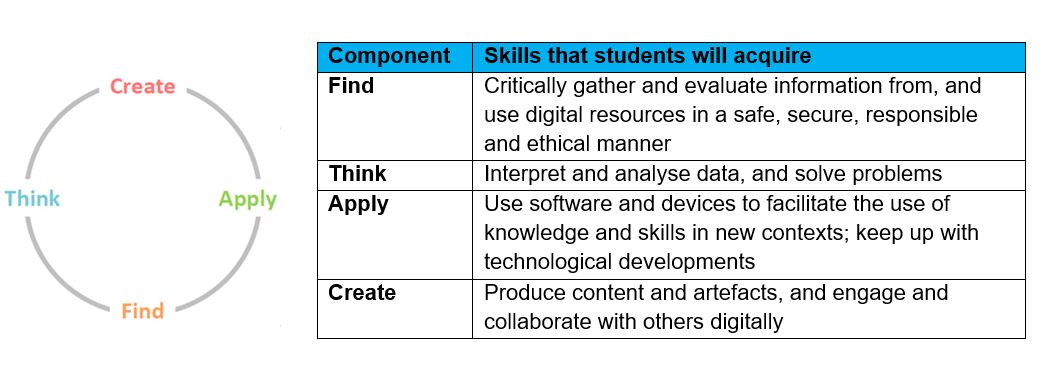 Create
Think
Apply
Find
Component Skills that students will acquire
Find Critically gather and evaluate information from, and
use digital resources in a safe, secure, responsible
and ethical manner
Think Interpret and analyse data, and solve problems
Apply Use software and devices to facilitate the use of
knowledge and skills in new contexts; keep up with
technological developments
Create Produce content and artefacts, and engage and
collaborate with others digitally